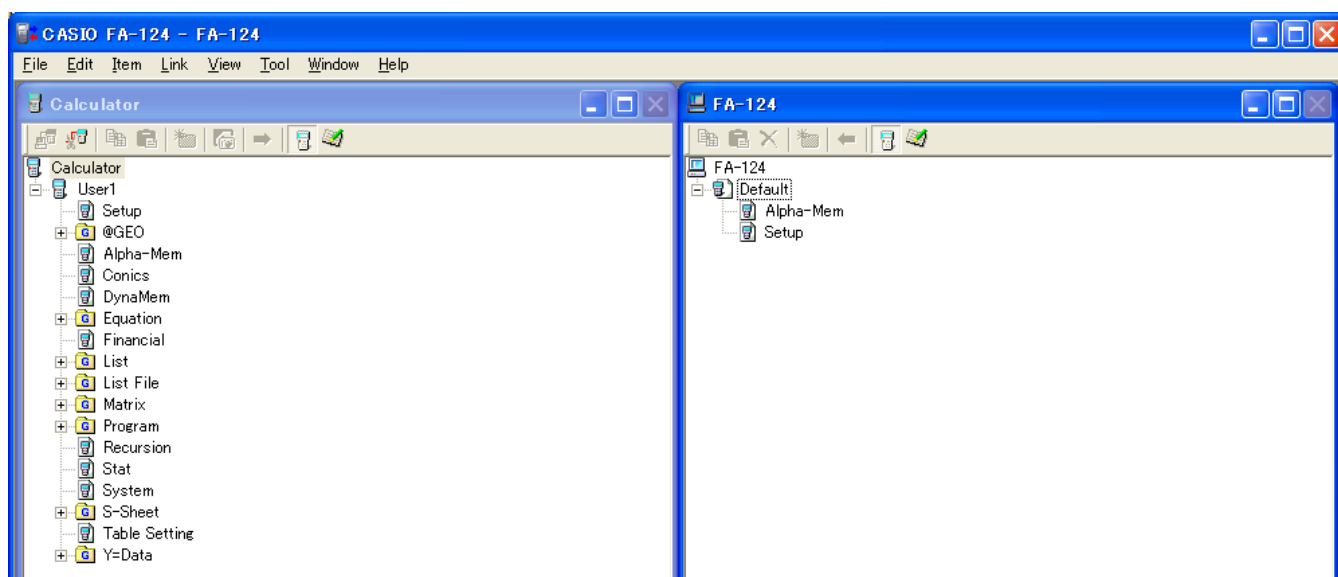 CASIO FA-124 - FA-124
File Edit Item Link View Tool Window Help
Calculator
Calculator
User1
Setup
@GEO
Alpha-Mem
Conics
DynaMem
Equation
Financial
List
List File
Matrix
Program
Recursion
Stat
System
S-Sheet
Table Setting
Y=Data
FA-124
FA-124
Default
Alpha-Mem
Setup